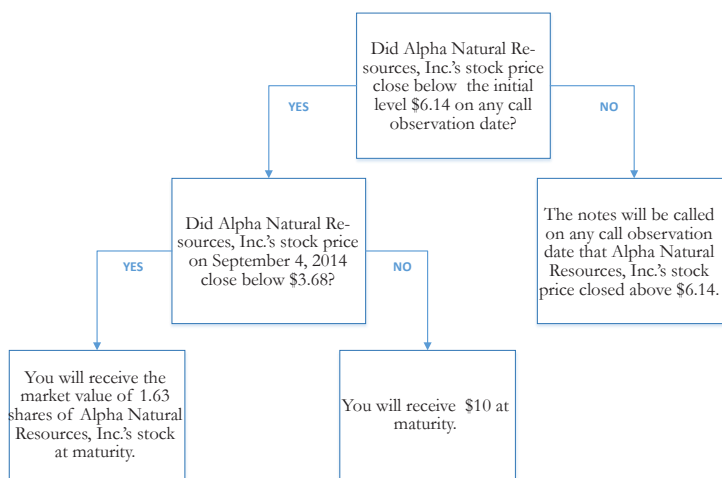 Did Alpha Natural Re-
sources, Inc.'s stock price
close below the initial
level $6.14 on any call
observation date?
YES
NO
Did Alpha Natural Re-
sources, Inc.'s stock price
on September 4, 2014
close below $3.68?
The notes will be called
on any call observation
date that Alpha Natural
Resources, Inc.'s stock
price closed above $6.14.
YES
NO
You will receive the
market value of 1.63
shares of Alpha Natural
Resources, Inc.'s stock
at maturity.
You will receive $10 at
maturity.